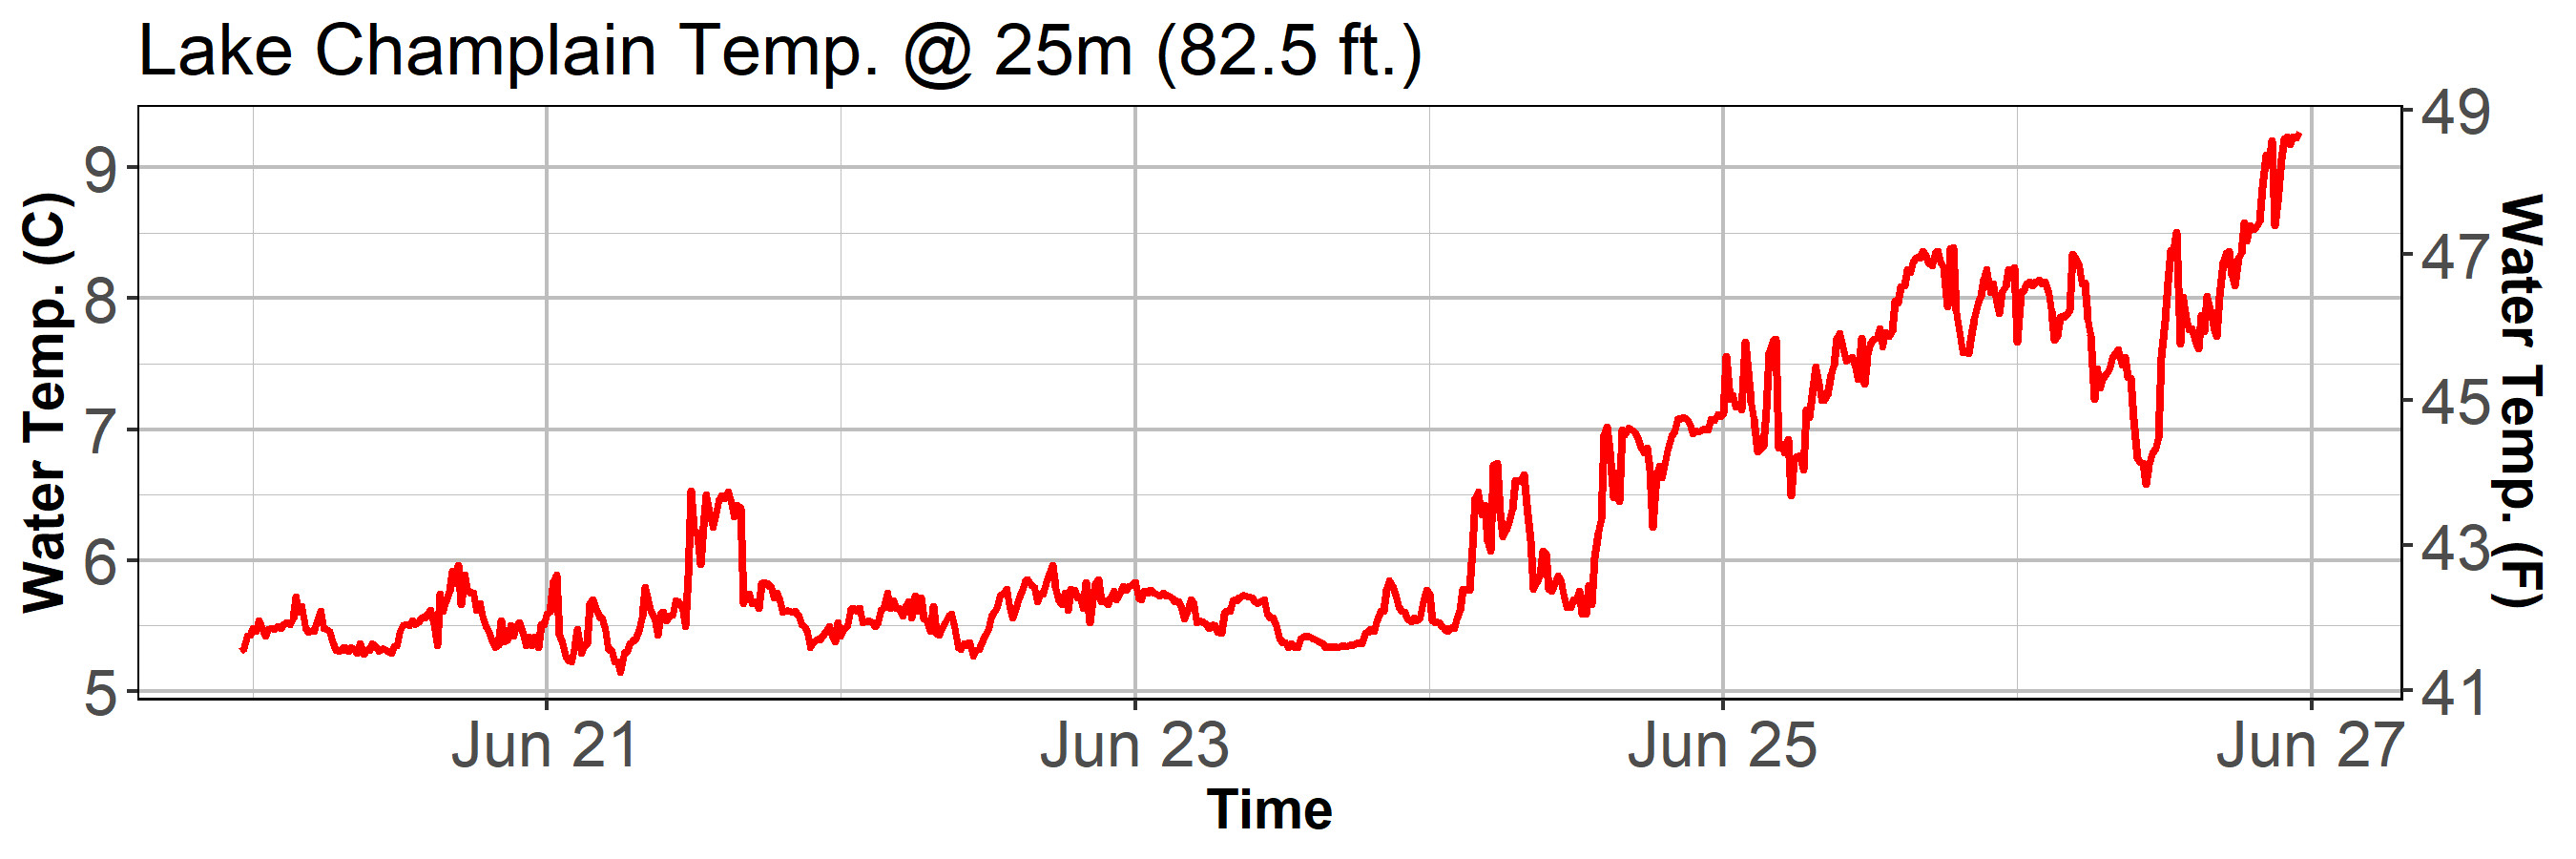 Lake Champlain Temp. @ 25m (82.5 ft.)
Water Temp. (C)
9
8
7
6
5
49
47
45
43
41
Water Temp. (F)
Jun 21 Jun 23 Jun 25 Jun 27
Time